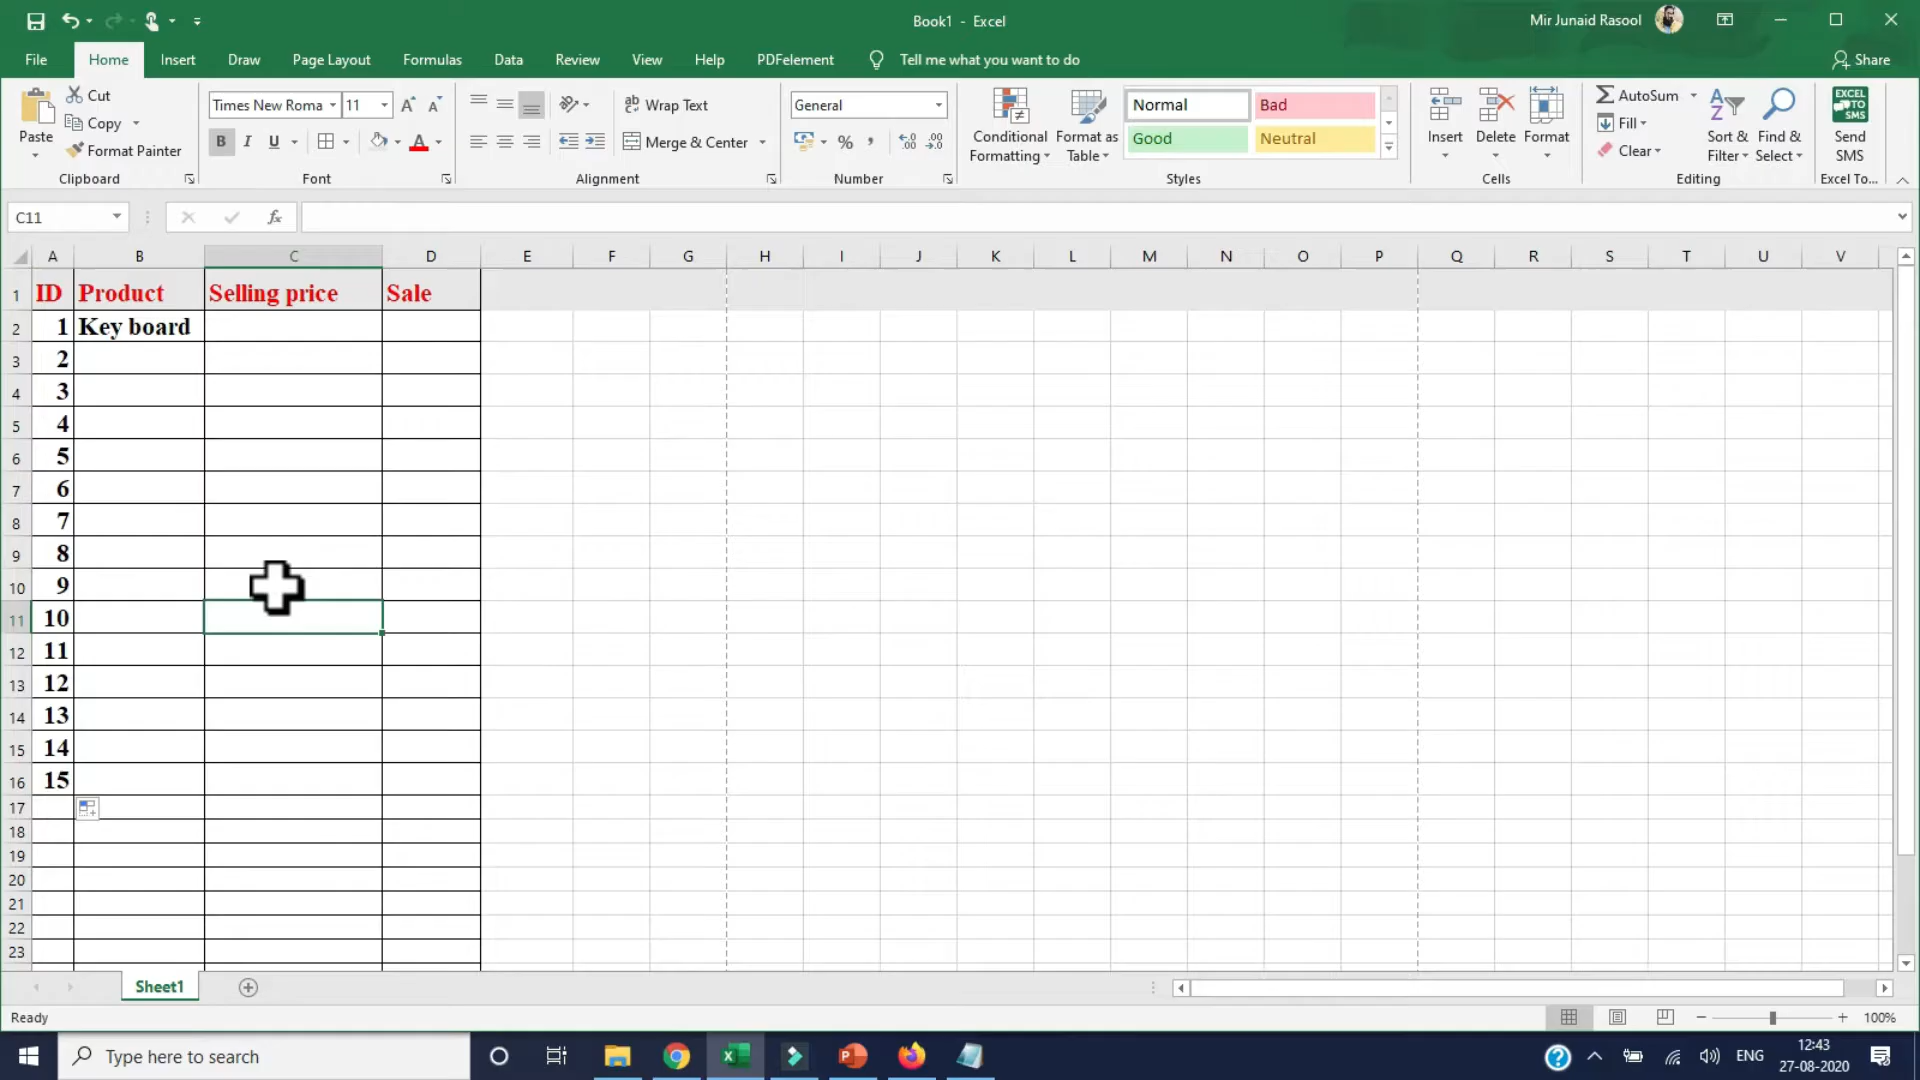 Book1 - Excel
Mir Junaid Rasool
File Home Insert Draw Page Layout Formulas Data Review View Help PDFelement Tell me what you want to do Share
Cut
Copy
Format Painter
Paste
Clipboard
Times New Roma 11
B I U
Font
Wrap Text
Merge & Center
Alignment
General
%
Number
Conditional Formatting
Format as Table
Normal Bad
Good Neutral
Styles
Insert Delete Format
Cells
AutoSum
Fill
Clear
Sort & Filter
Find & Select
Editing
EXCEL TO SMS
Send SMS
Excel To...
C11
fx
A B C D E F G H I J K L M N O P Q R S T U V
1 ID Product Selling price Sale
2 1 Key board
3 2
4 3
5 4
6 5
7 6
8 7
9 8
10 9
11 10
12 11
13 12
14 13
15 14
16 15
17
18
19
20
21
22
23
Sheet1
Ready
100%
Type here to search
ENG
12:43
27-08-2020